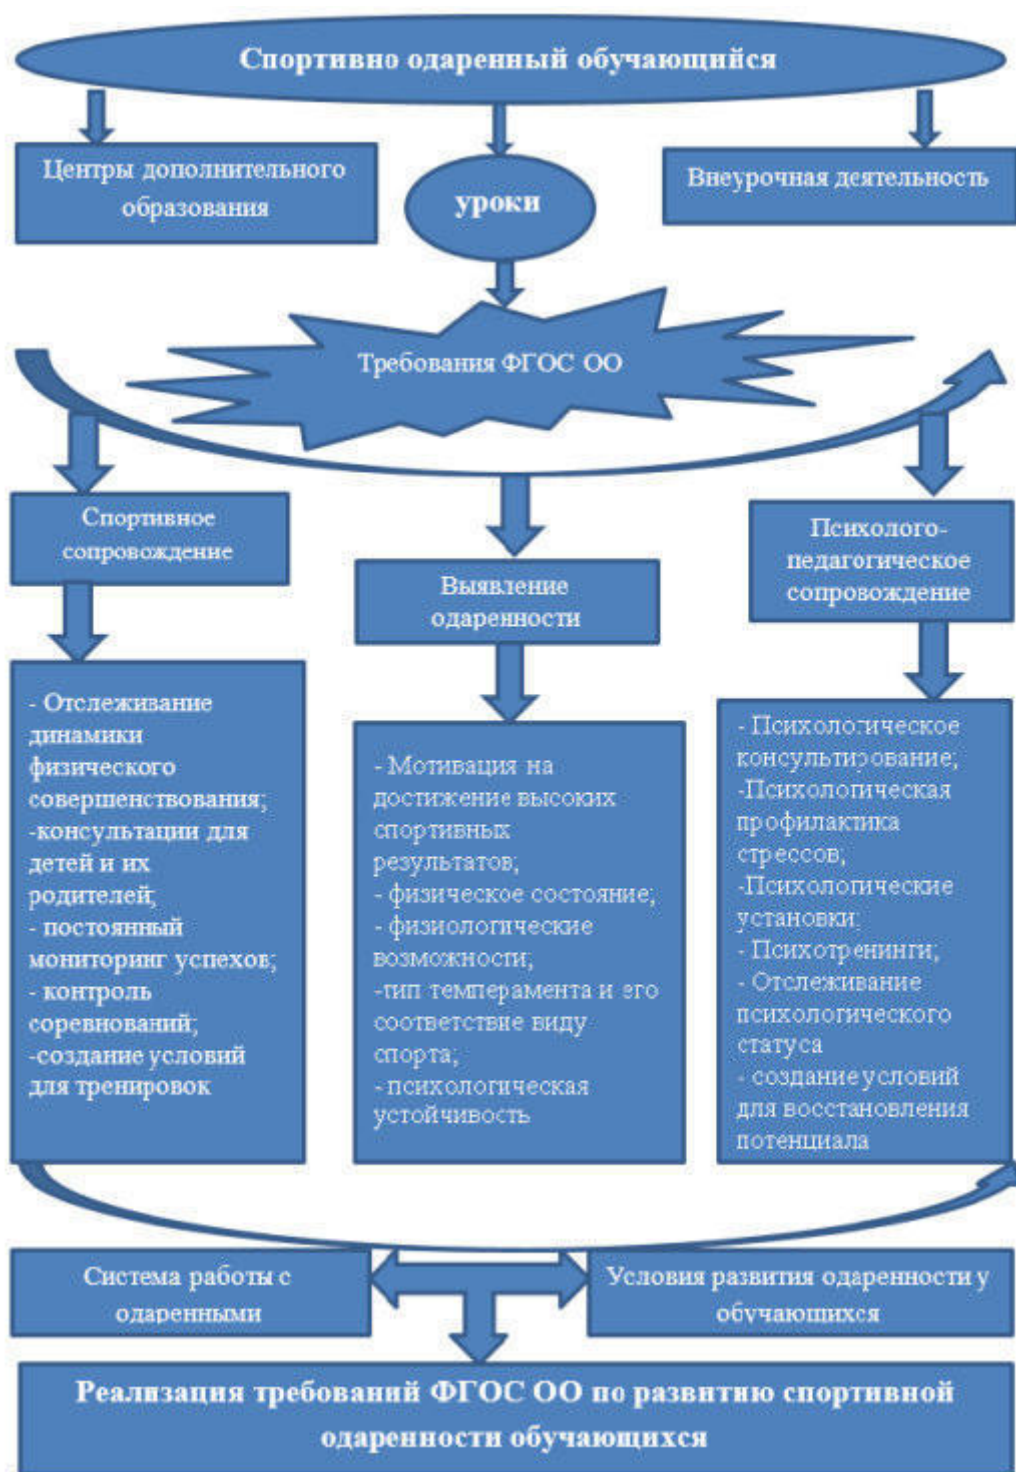 Спортивно одаренный обучающийся
Центры дополнительного
образования
уроки
Внеурочная деятельность
Требования ФГОС ОО
Спортивное
сопровождение
Выявление
одаренности
Психолого-
педагогическое
сопровождение
- Отслеживание
динамики
физического
совершенствования;
-консультации для
детей и их
родителей;
- постоянный
мониторинг успехов;
- контроль
соревнований;
-создание условий
для тренировок
- Мотивация на
достижение высоких
спортивных
результатов;
- физическое состояние;
- физиологические
возможности;
-тип темперамента и его
соответствие виду
спорта;
- психологическая
устойчивость
- Психологическое
консультирование;
-Психологическая
профилактика
стрессов;
-Психологические
установки;
- Психотренинги;
- Отслеживание
психологического
статуса
- создание условий
для восстановления
потенциала
Система работы с
одаренными
Условия развития одаренности у
обучающихся
Реализация требований ФГОС ОО по развитию спортивной
одаренности обучающихся